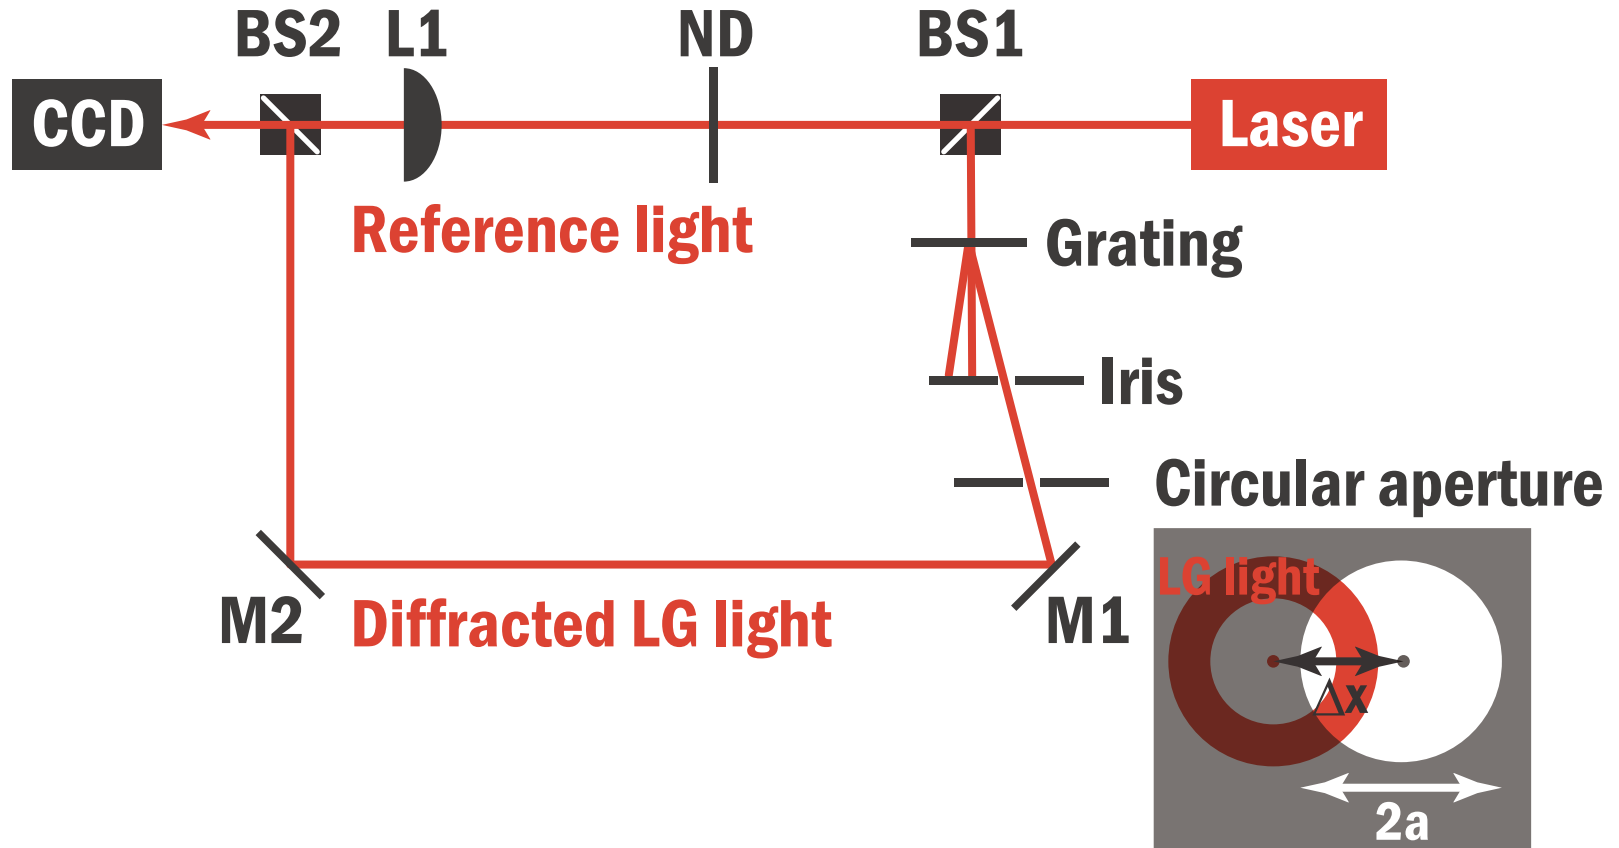 BS2
L1
ND
BS1
CCD
Laser
Reference light
Grating
Iris
Circular aperture
LG light
Δx
2a
M2
Diffracted LG light
M1